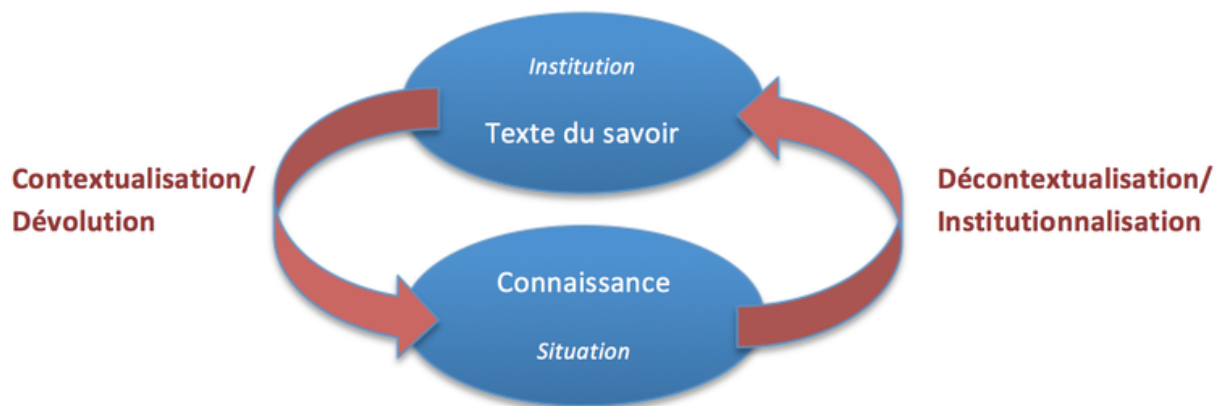 Institution
Texte du savoir
Contextualisation/
Dévolution
Décontextualisation/
Institutionnalisation
Connaissance
Situation